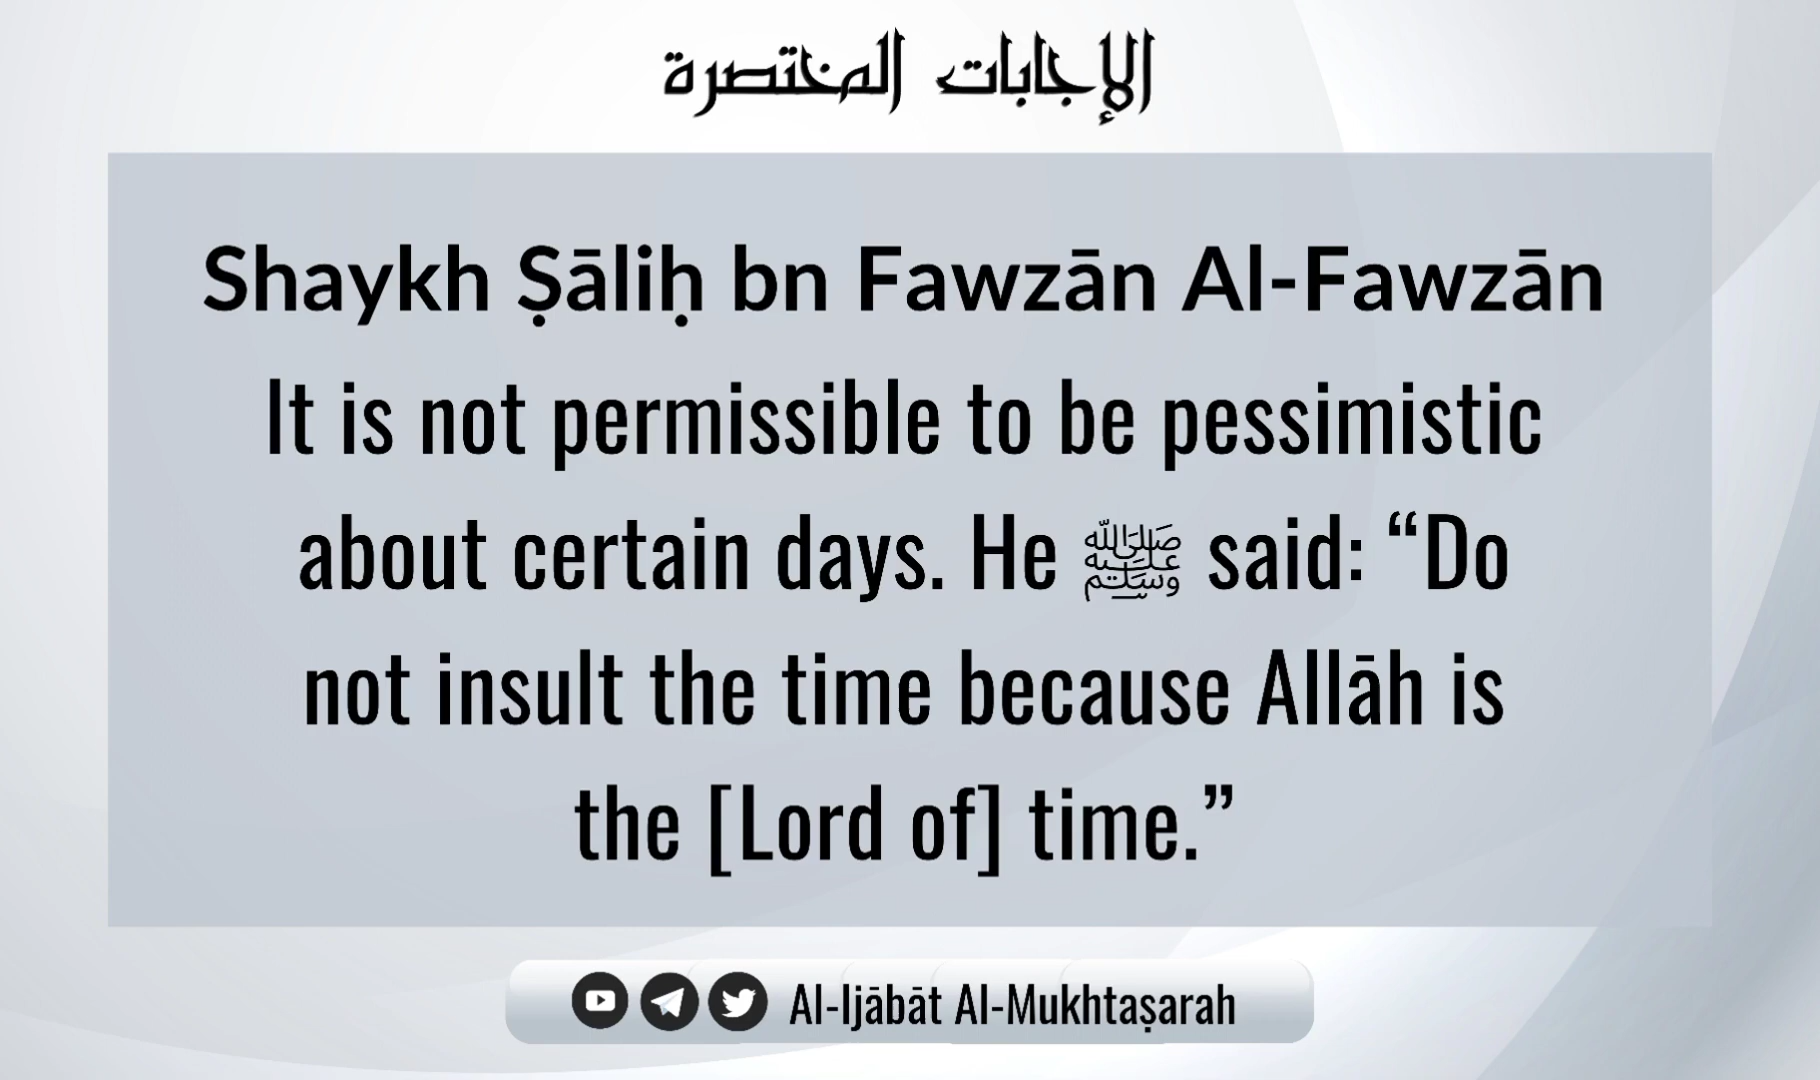 الإجابات المختصرة
Shaykh Ṣāliḥ bn Fawzān Al-Fawzān
It is not permissible to be pessimistic
about certain days. He ﷺ said: “Do
not insult the time because Allāh is
the [Lord of] time.”
Al-Ijābāt Al-Mukhtaṣarah